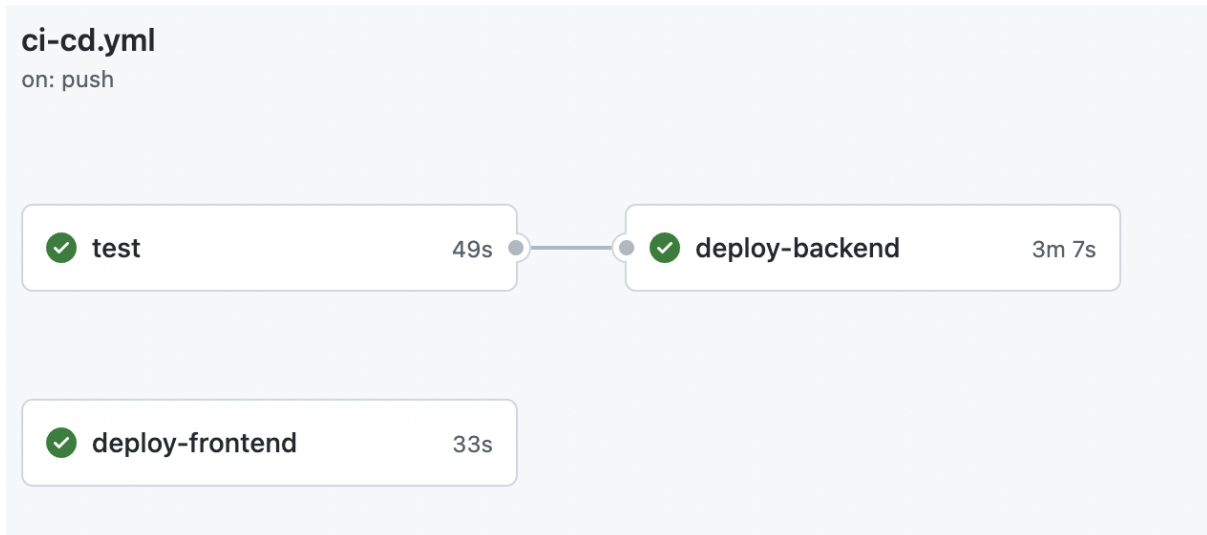 ci-cd.yml
on: push
test 49s
deploy-backend 3m 7s
deploy-frontend 33s